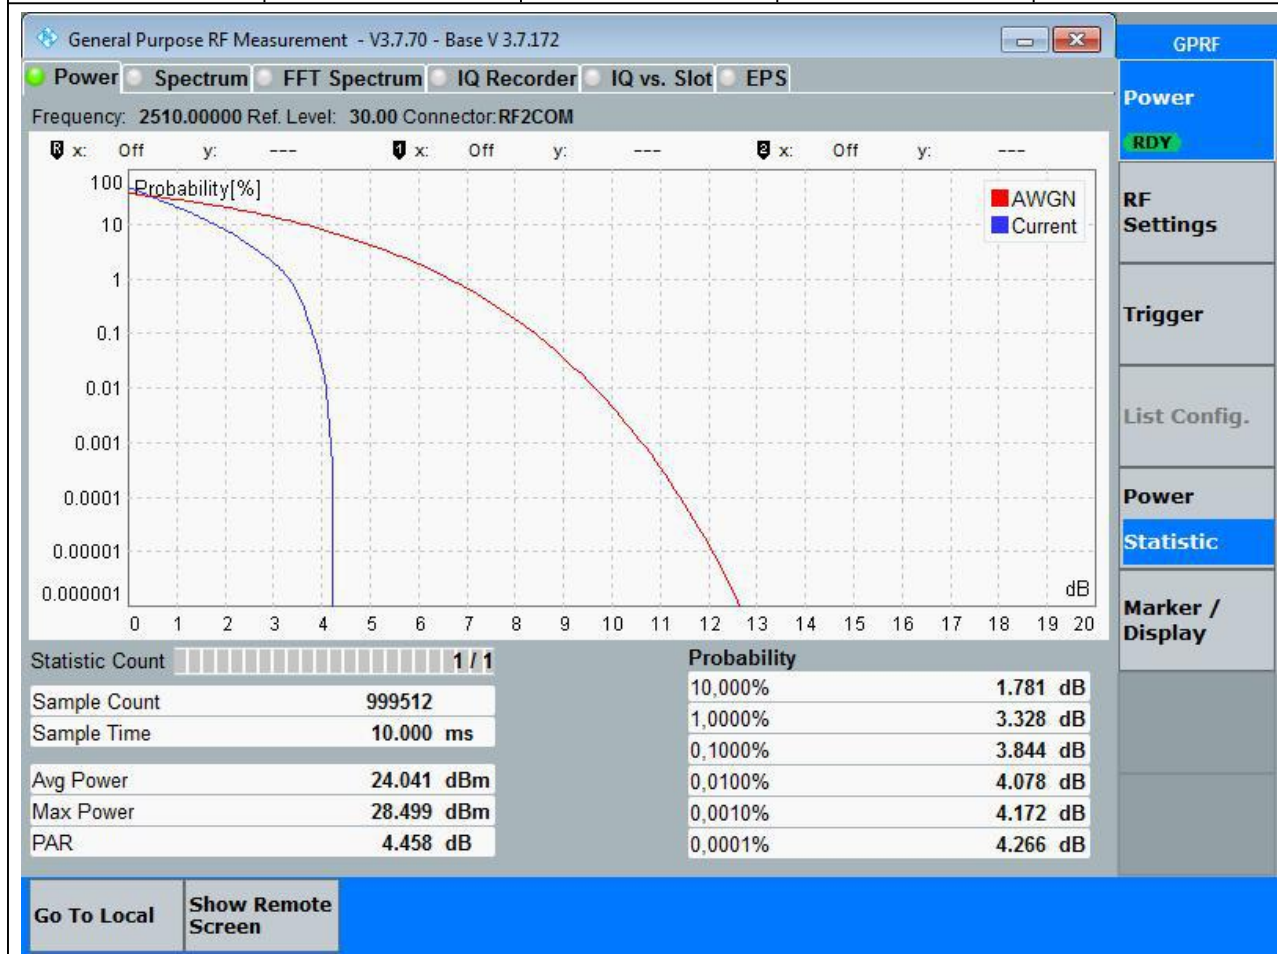 General Purpose RF Measurement - V3.7.70 - Base V 3.7.172
GPRF
Power Spectrum FFT Spectrum IQ Recorder IQ vs. Slot EPS
Frequency: 2510.00000 Ref. Level: 30.00 Connector: RF2COM
R x: Off y: --- 1 x: Off y: --- 2 x: Off y: ---
Probability[%]
AWGN
Current
100
10
1
0.1
0.01
0.001
0.0001
0.00001
0.000001
dB
0 1 2 3 4 5 6 7 8 9 10 11 12 13 14 15 16 17 18 19 20
Statistic Count 1 / 1
Sample Count 999512
Sample Time 10.000 ms
Avg Power 24.041 dBm
Max Power 28.499 dBm
PAR 4.458 dB
Probability
10,000% 1.781 dB
1,0000% 3.328 dB
0,1000% 3.844 dB
0,0100% 4.078 dB
0,0010% 4.172 dB
0,0001% 4.266 dB
Power
RDY
RF
Settings
Trigger
List Config.
Power
Statistic
Marker /
Display
Go To Local
Show Remote
Screen